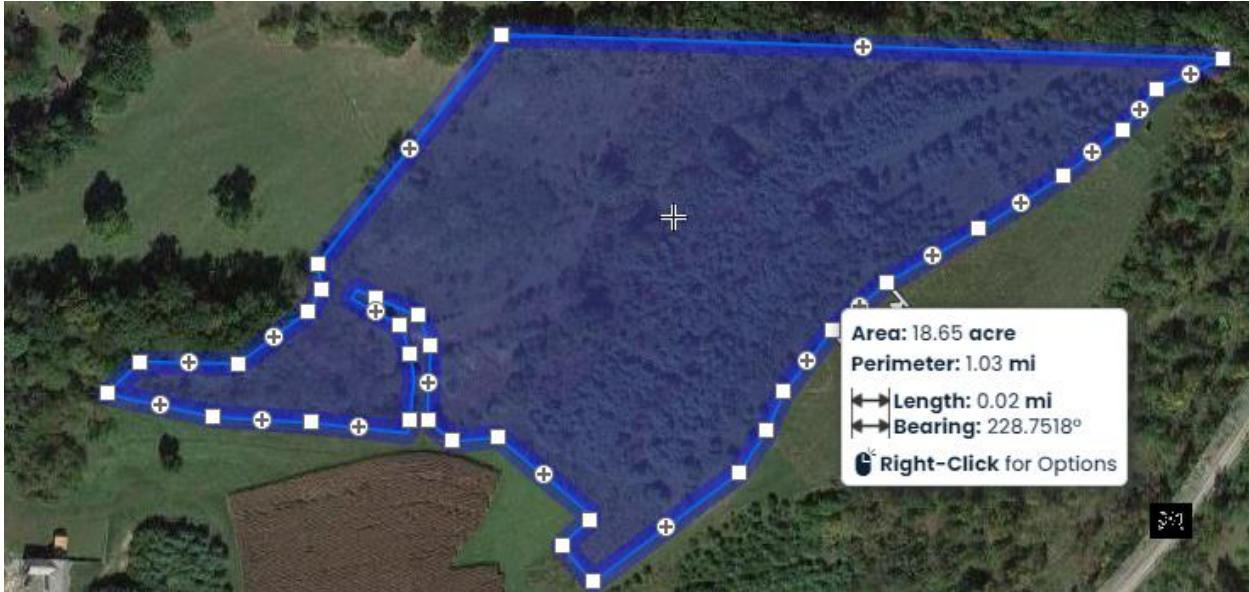 Area: 18.65 acre
Perimeter: 1.03 mi
Length: 0.02 mi
Bearing: 228.7518°
Right-Click for Options